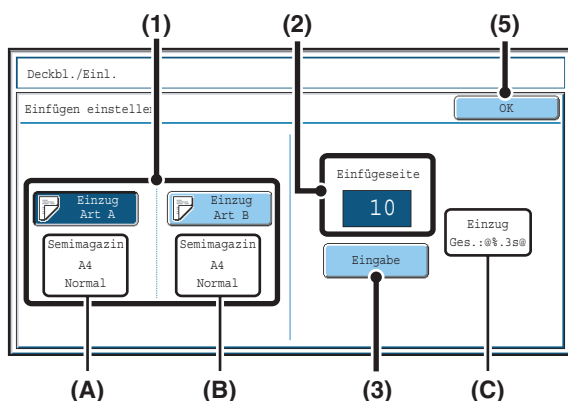 (1)
(2)
(5)
Deckbl./Einl.
Einfügen einstellen
OK
Einzug
Art A
Einzug
Art B
Einfügeseite
10
Semimagazin
A4
Normal
Semimagazin
A4
Normal
Eingabe
Einzug
Ges.:@%.3s@
(A)
(B)
(3)
(C)